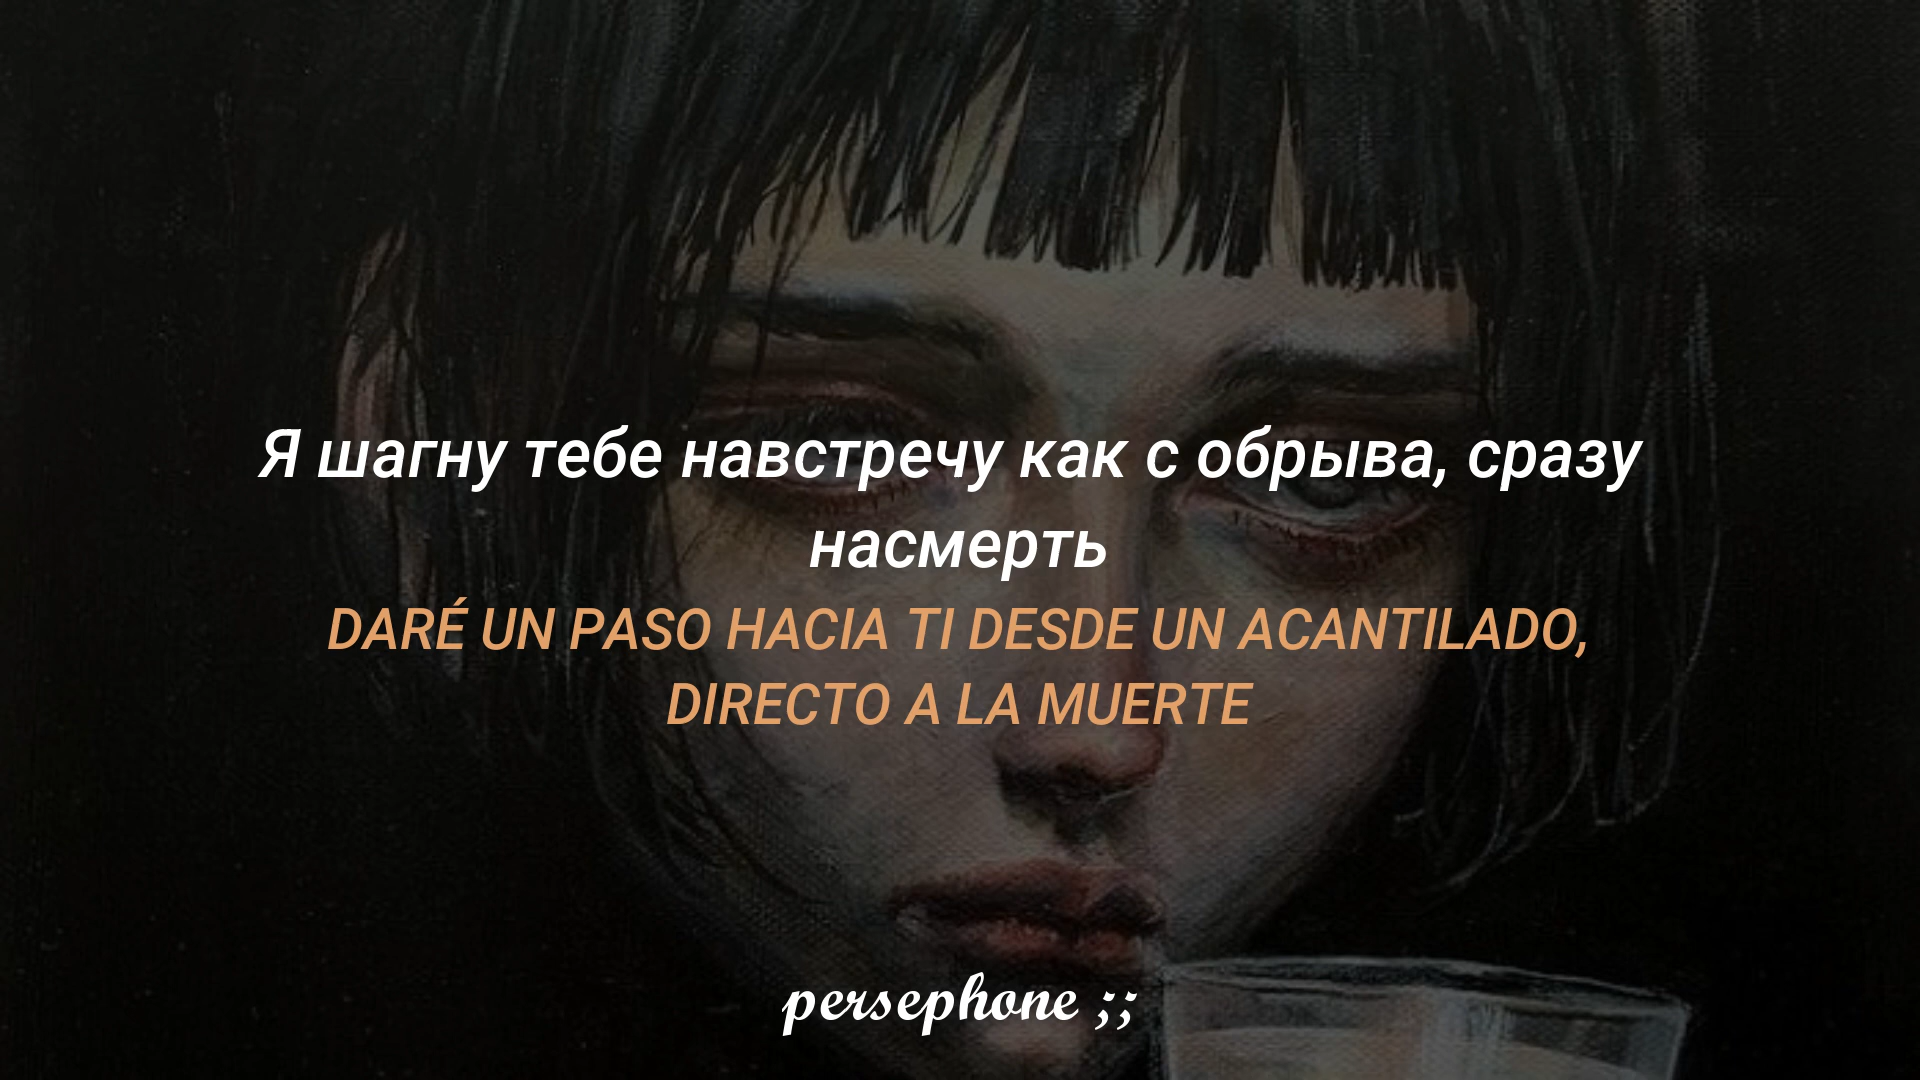 Я шагну тебе навстречу как с обрыва, сразу
насмерть
DARÉ UN PASO HACIA TI DESDE UN ACANTILADO,
DIRECTO A LA MUERTE
persephone ;;